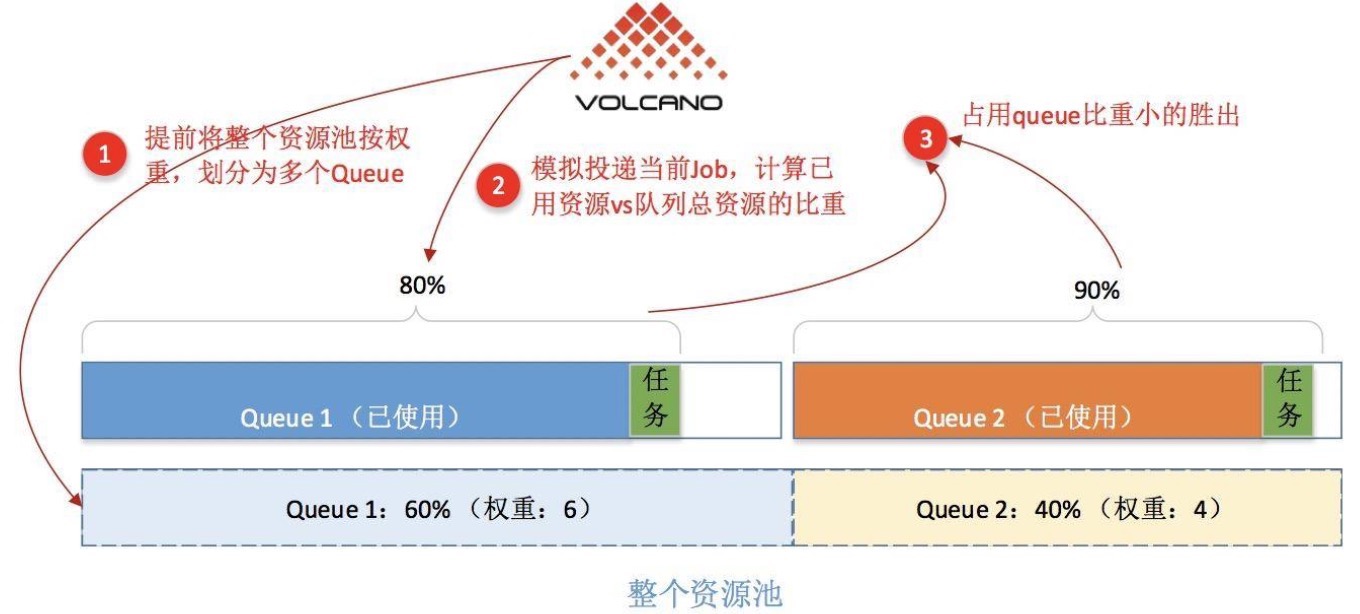 VOLCANO
1
提前将整个资源池按权
重，划分为多个Queue
2
模拟投递当前Job，计算已
用资源vs队列总资源的比重
3
占用queue比重小的胜出
80%
90%
Queue 1 （已使用）
任
务
Queue 2 （已使用）
任
务
Queue 1：60% （权重：6）
Queue 2：40% （权重：4）
整个资源池